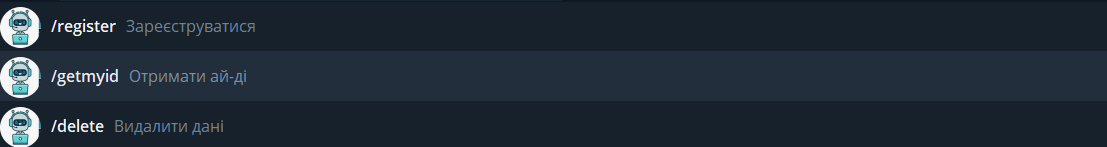 /register Зареєструватися
/getmyid Отримати ай-ді
/delete Видалити дані